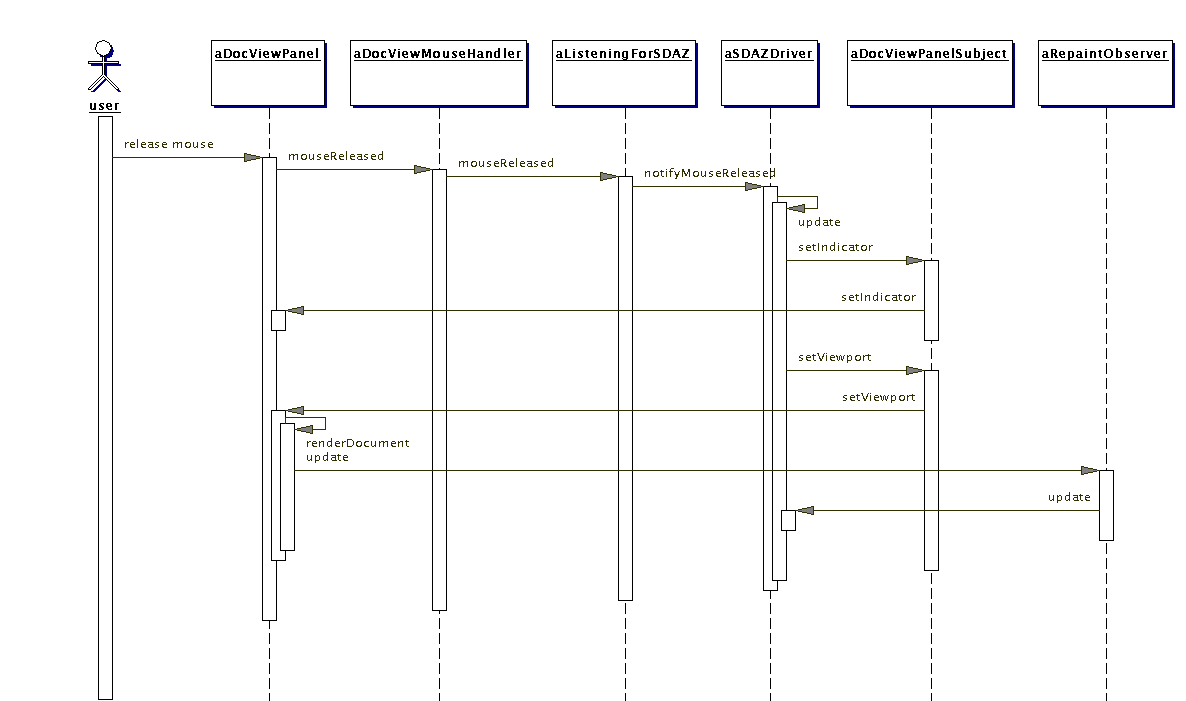 aDocViewPanel
aDocViewMouseHandler
aListeningForSDAZ
aSDAZDriver
aDocViewPanelSubject
aRepaintObserver
user
release mouse
mouseReleased
mouseReleased
notifyMouseReleased
update
setIndicator
setIndicator
setViewport
setViewport
renderDocument
update
update